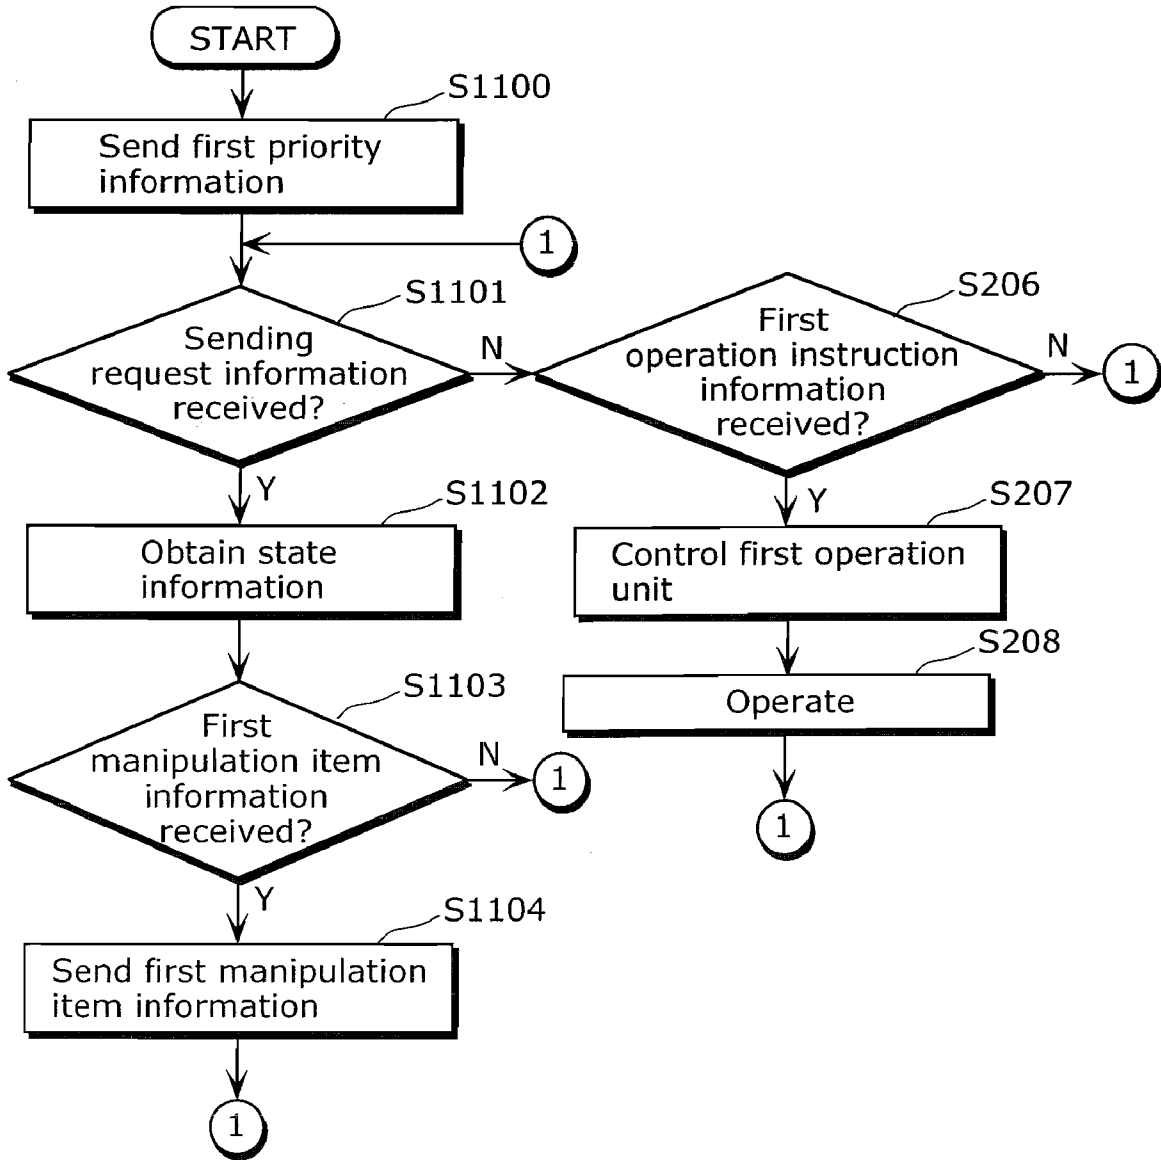 START
S1100
Send first priority
information
1
S1101
Sending
request information
received?
N
Y
S206
First
operation instruction
information
received?
N
1
Y
S1102
Obtain state
information
S207
Control first operation
unit
S208
Operate
1
S1103
First
manipulation item
information
received?
N
1
Y
S1104
Send first manipulation
item information
1